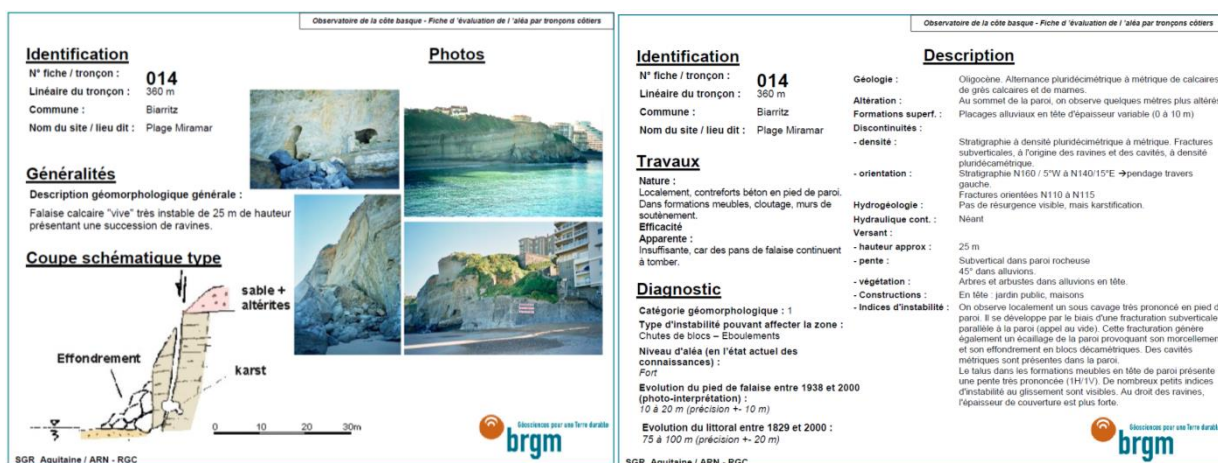 Observatoire de la côte basque - Fiche d 'évaluation de l 'aléa par tronçons côtiers
Identification
N° fiche / tronçon : 014
Linéaire du tronçon : 360 m
Commune : Biarritz
Nom du site / lieu dit : Plage Miramar
Photos
Généralités
Description géomorphologique générale :
Falaise calcaire "vive" très instable de 25 m de hauteur
présentant une succession de ravines.
Coupe schématique type
sable +
altérites
Effondrement
karst
0 10 20 30m
Géosciences pour une Terre durable
brgm
SGR Aquitaine / ARN - RGC
Observatoire de la côte basque - Fiche d 'évaluation de l 'aléa par tronçons côtiers
Identification
N° fiche / tronçon : 014
Linéaire du tronçon : 360 m
Commune : Biarritz
Nom du site / lieu dit : Plage Miramar
Travaux
Nature :
Localement, contreforts béton en pied de paroi.
Dans formations meubles, cloutage, murs de
soutènement.
Efficacité
Apparente :
Insuffisante, car des pans de falaise continuent
à tomber.
Diagnostic
Catégorie géomorphologique : 1
Type d'instabilité pouvant affecter la zone :
Chutes de blocs – Eboulements
Niveau d'aléa (en l'état actuel des
connaissances) :
Fort
Evolution du pied de falaise entre 1938 et 2000
(photo-interprétation) :
10 à 20 m (précision +- 10 m)
Evolution du littoral entre 1829 et 2000 :
75 à 100 m (précision +- 20 m)
SGR Aquitaine / ARN - RGC
Description
Géologie : Oligocène. Alternance pluridécimétrique à métrique de calcaires
de grès calcaires et de marnes.
Altération : Au sommet de la paroi, on observe quelques mètres plus altérés
Formations superf. : Placages alluviaux en tête d'épaisseur variable (0 à 10 m)
Discontinuités :
- densité : Stratigraphie à densité pluridécimétrique à métrique. Fractures
subverticales, à l'origine des ravines et des cavités, à densité
pluridécamétrique.
- orientation : Stratigraphie N160 / 5°W à N140/15°E →pendage travers
gauche.
Fractures orientées N110 à N115
Hydrogéologie : Pas de résurgence visible, mais karstification.
Hydraulique cont. : Néant
Versant :
- hauteur approx : 25 m
- pente : Subvertical dans paroi rocheuse
45° dans alluvions.
- végétation : Arbres et arbustes dans alluvions en tête.
- Constructions : En tête : jardin public, maisons
- Indices d'instabilité : On observe localement un sous cavage très prononcé en pied d
paroi. Il se développe par le biais d'une fracturation subverticale
parallèle à la paroi (appel au vide). Cette fracturation génère
également un écaillage de la paroi provoquant son morcellement
et son effondrement en blocs décamétriques. Des cavités
métriques sont présentes dans la paroi.
Le talus dans les formations meubles en tête de paroi présente
une pente très prononcée (1H/1V). De nombreux petits indices
d'instabilité au glissement sont visibles. Au droit des ravines,
l'épaisseur de couverture est plus forte.
Géosciences pour une Terre durabl
brgm